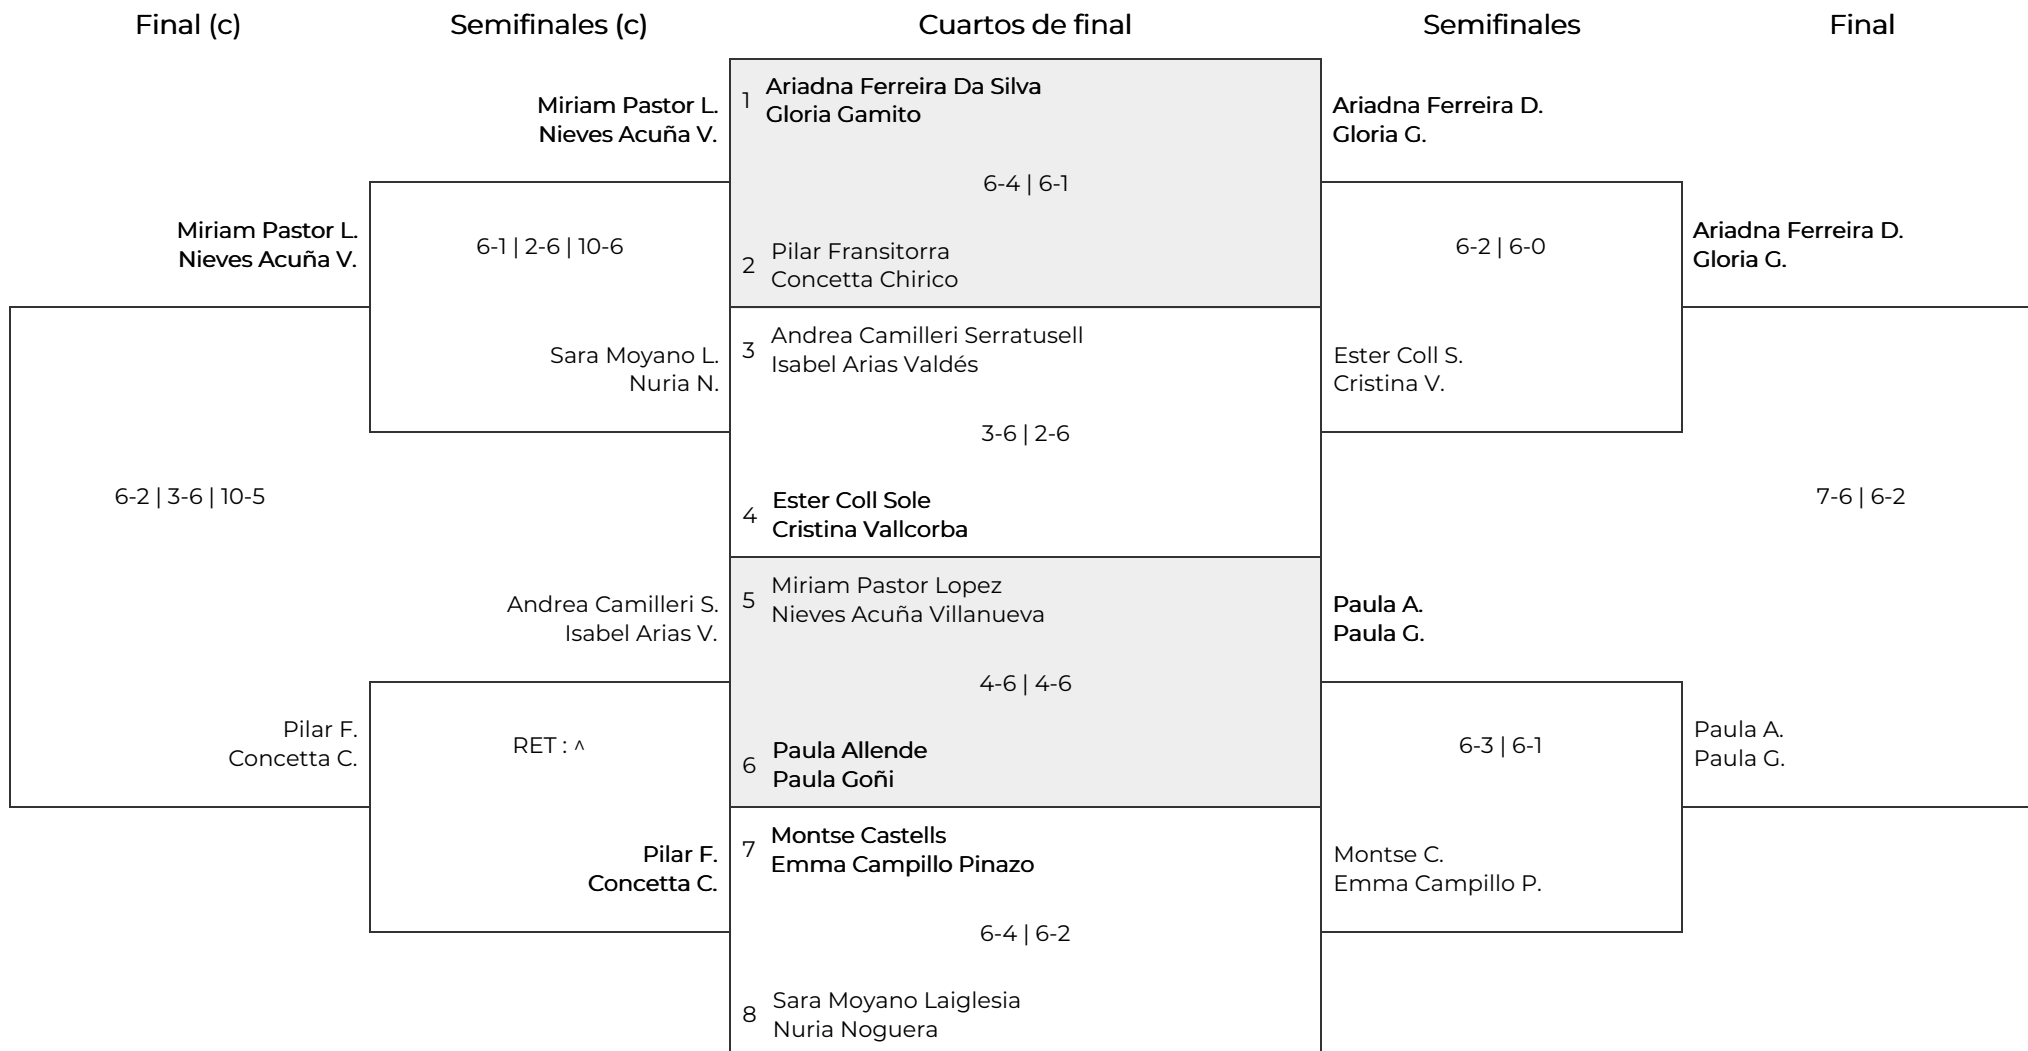 Final (c)
Semifinales (c)
Cuartos de final
Semifinales
Final
Miriam Pastor L.
Nieves Acuña V.
6-2 | 3-6 | 10-5
Pilar F.
Concetta C.
Miriam Pastor L.
Nieves Acuña V.
6-1 | 2-6 | 10-6
Sara Moyano L.
Nuria N.
Andrea Camilleri S.
Isabel Arias V.
RET : ^
Pilar F.
Concetta C.
1 Ariadna Ferreira Da Silva
Gloria Gamito
6-4 | 6-1
2 Pilar Fransitorra
Concetta Chirico
3 Andrea Camilleri Serratusell
Isabel Arias Valdés
3-6 | 2-6
4 Ester Coll Sole
Cristina Vallcorba
5 Miriam Pastor Lopez
Nieves Acuña Villanueva
4-6 | 4-6
6 Paula Allende
Paula Goñi
7 Montse Castells
Emma Campillo Pinazo
6-4 | 6-2
8 Sara Moyano Laiglesia
Nuria Noguera
Ariadna Ferreira D.
Gloria G.
6-2 | 6-0
Ester Coll S.
Cristina V.
Paula A.
Paula G.
6-3 | 6-1
Montse C.
Emma Campillo P.
Ariadna Ferreira D.
Gloria G.
7-6 | 6-2
Paula A.
Paula G.